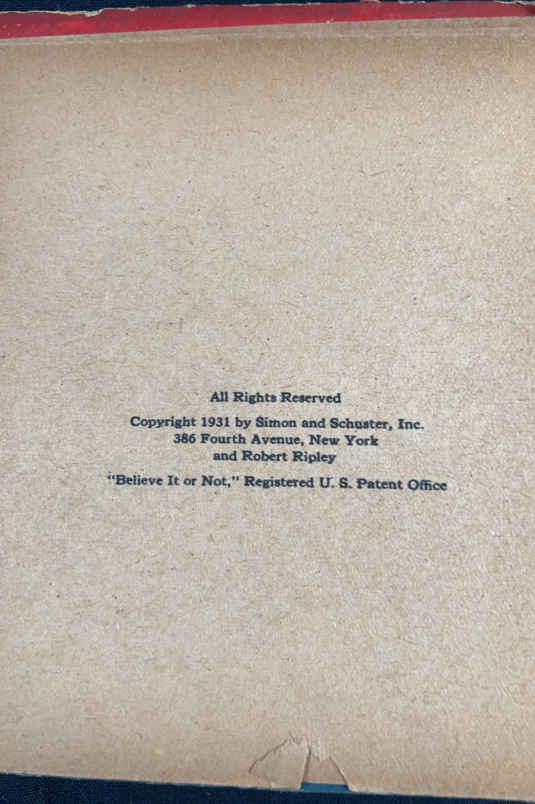 All Rights Reserved
Copyright 1931 by Simon and Schuster, Inc.
386 Fourth Avenue, New York
and Robert Ripley
"Believe It or Not," Registered U. S. Patent Office